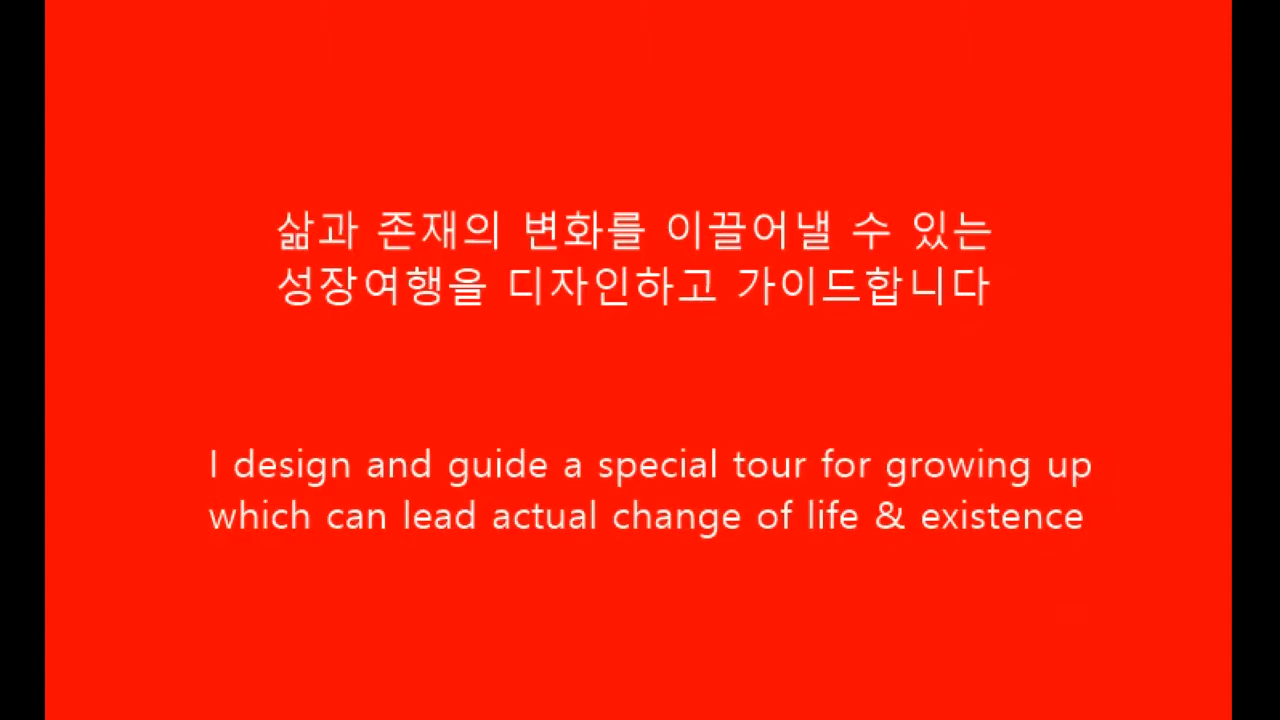 삶과 존재의 변화를 이끌어낼 수 있는
성장여행을 디자인하고 가이드합니다
I design and guide a special tour for growing up
which can lead actual change of life & existence